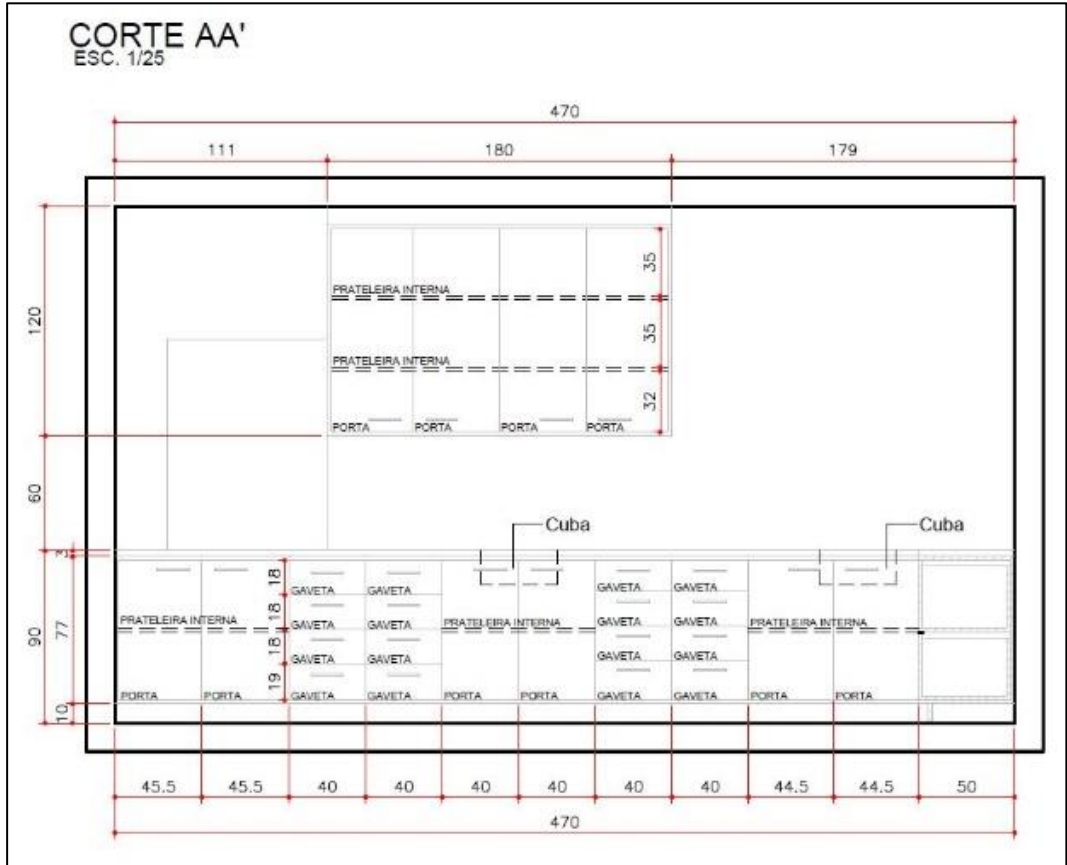 CORTE AA'
ESC. 1/25
470
111 180 179
120
60
90
3
77
10
35
35
32
PRATELEIRA INTERNA
PRATELEIRA INTERNA
PORTA PORTA PORTA PORTA
Cuba Cuba
18
18
18
19
GAVETA GAVETA GAVETA GAVETA
PRATELEIRA INTERNA GAVETA GAVETA PRATELEIRA INTERNA GAVETA GAVETA PRATELEIRA INTERNA
GAVETA GAVETA GAVETA GAVETA
PORTA PORTA GAVETA GAVETA PORTA PORTA GAVETA GAVETA PORTA PORTA
45.5 45.5 40 40 40 40 40 40 44.5 44.5 50
470